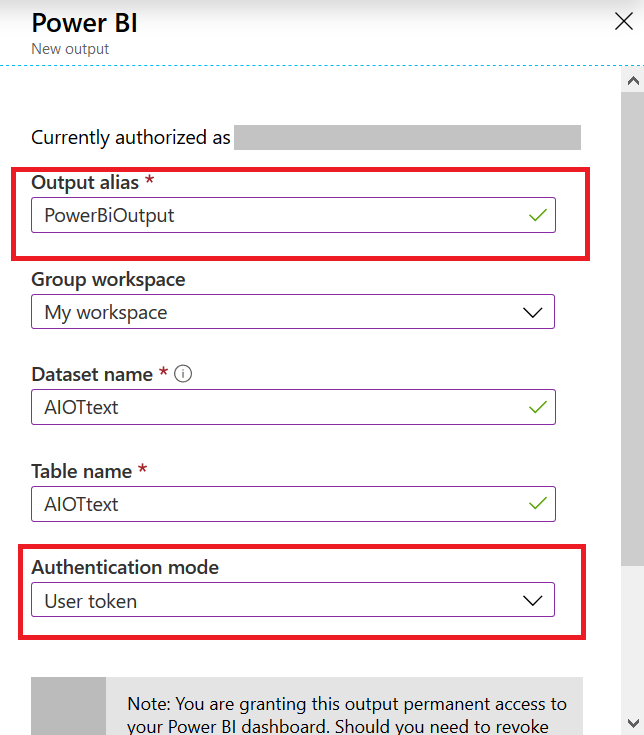 Power BI
New output
Currently authorized as
Output alias *
PowerBiOutput
Group workspace
My workspace
Dataset name *
AIOTtext
Table name *
AIOTtext
Authentication mode
User token
Note: You are granting this output permanent access to
your Power BI dashboard. Should you need to revoke